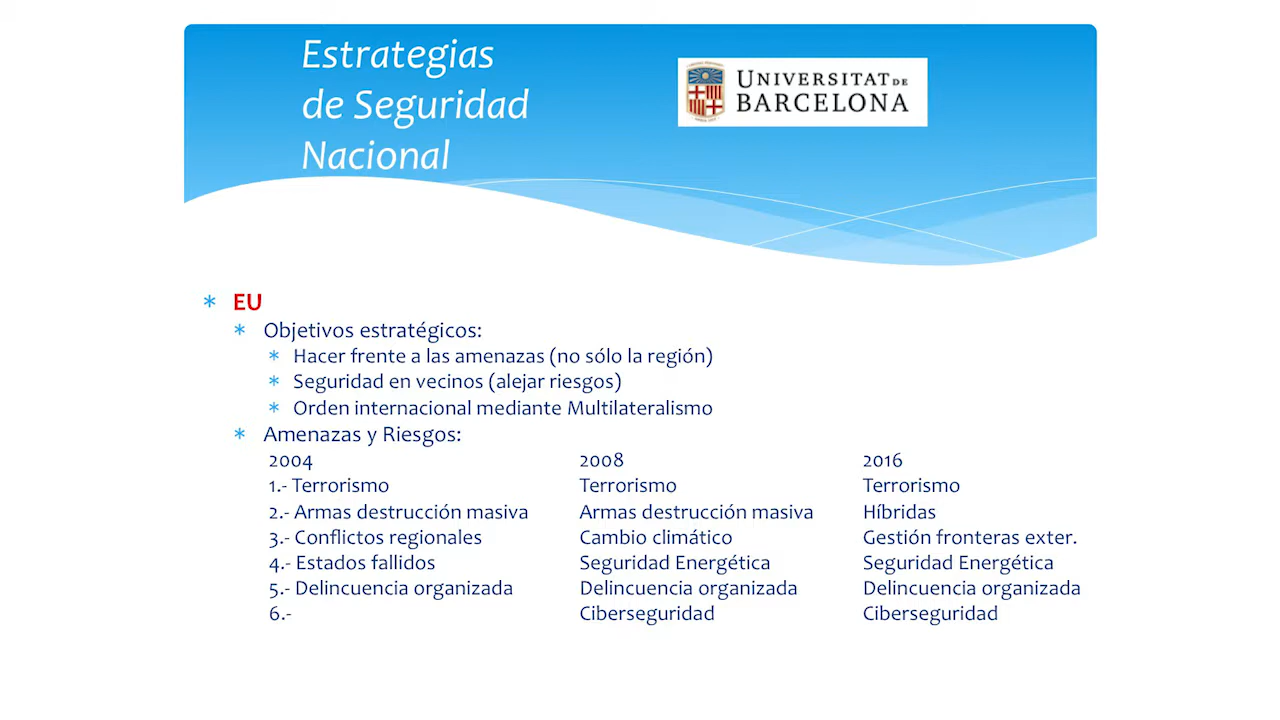 Estrategias
de Seguridad
Nacional
UNIVERSITAT DE
BARCELONA
EU
Objetivos estratégicos:
Hacer frente a las amenazas (no sólo la región)
Seguridad en vecinos (alejar riesgos)
Orden internacional mediante Multilateralismo
Amenazas y Riesgos:
2004 2008 2016
1.- Terrorismo Terrorismo Terrorismo
2.- Armas destrucción masiva Armas destrucción masiva Híbridas
3.- Conflictos regionales Cambio climático Gestión fronteras exter.
4.- Estados fallidos Seguridad Energética Seguridad Energética
5.- Delincuencia organizada Delincuencia organizada Delincuencia organizada
6.- Ciberseguridad Ciberseguridad